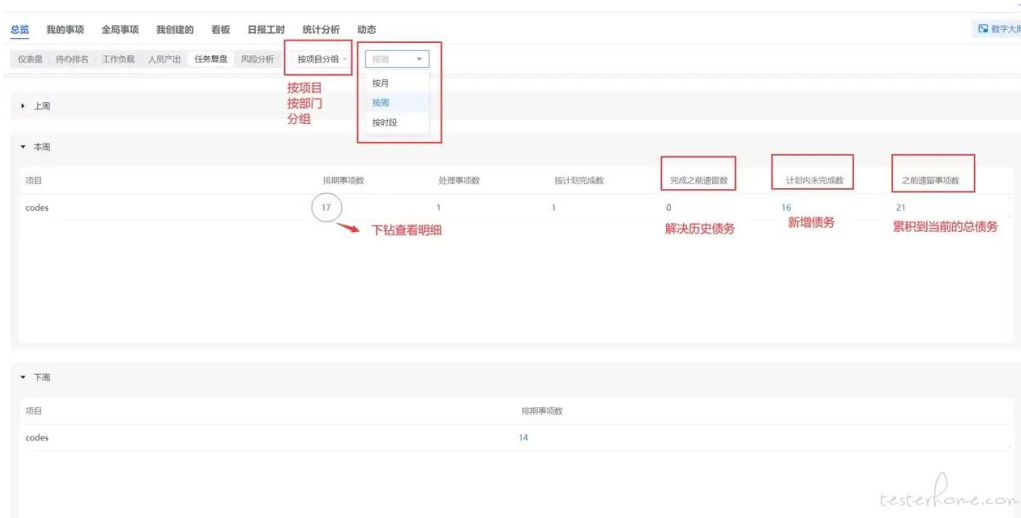 总览 我的事项 全局事项 我创建的 看板 日报工时 统计分析 动态 数字大屏
仪表盘 待办排名 工作负载 人员产出 任务复盘 风险分析 按项目分组 按周
按月
按周
按时段
按项目
按部门
分组
上周
本周
项目 排期事项数 处理事项数 按计划完成数 完成之前遗留数 计划内未完成数 之前遗留事项数
codes 17 1 1 0 16 21
下钻查看明细 解决历史债务 新增债务 累积到当前的总债务
下周
项目 排期事项数
codes 14
testerhome.com